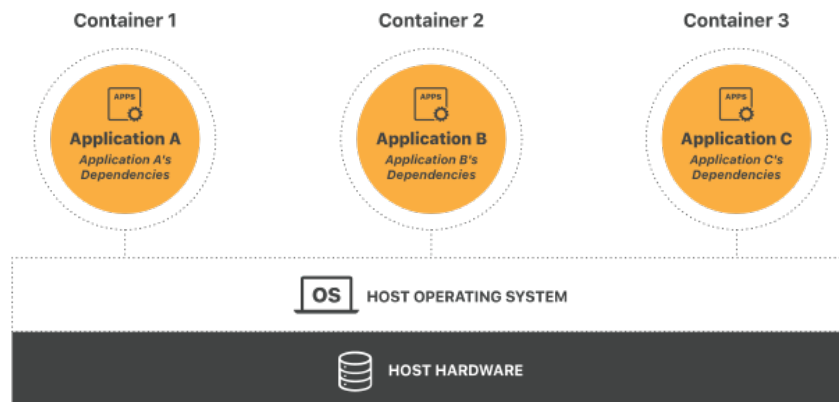 Container 1
Container 2
Container 3
APPS
Application A
Application A's
Dependencies
APPS
Application B
Application B's
Dependencies
APPS
Application C
Application C's
Dependencies
OS HOST OPERATING SYSTEM
HOST HARDWARE